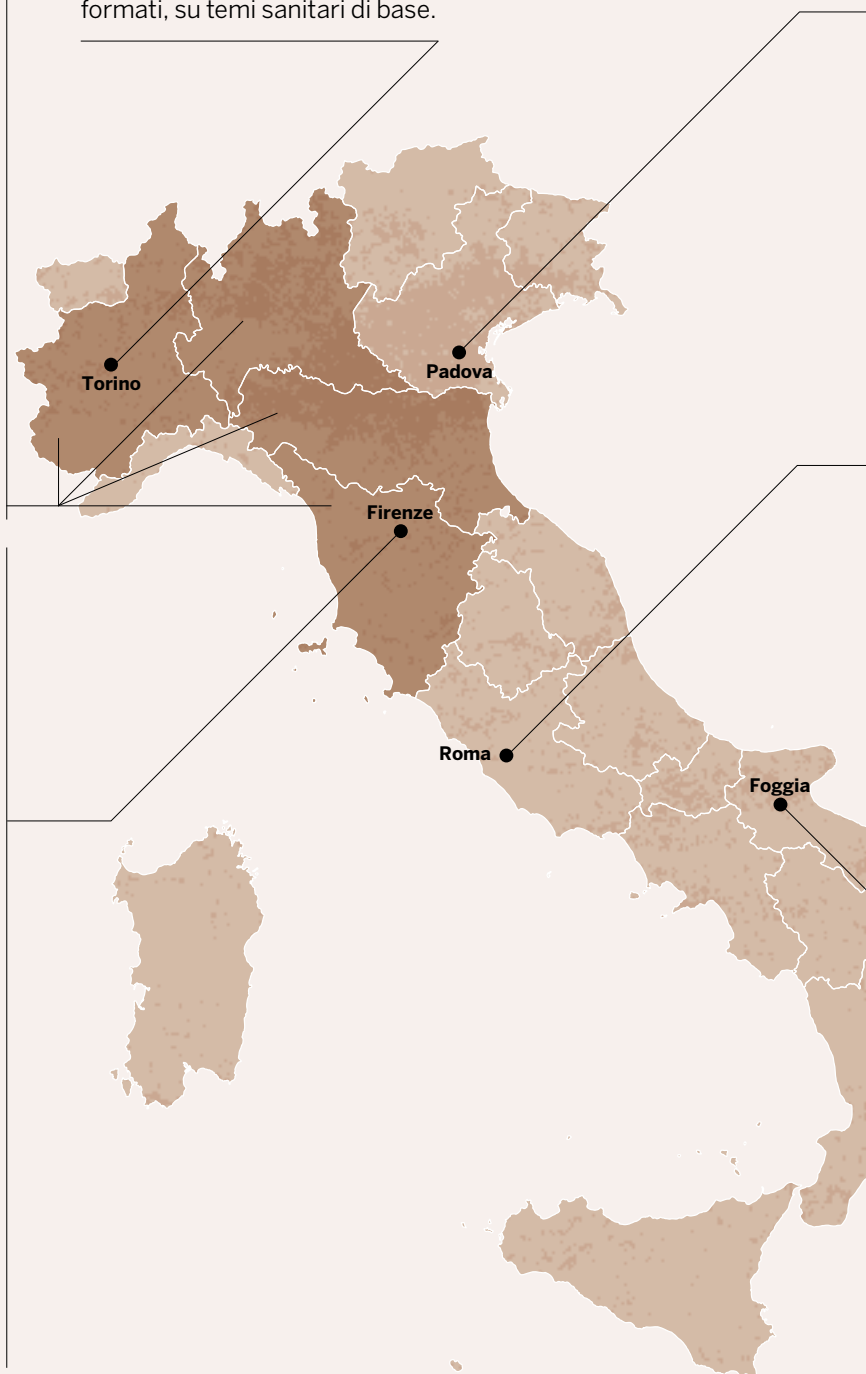 formati, su temi sanitari di base.
Torino
Padova
Firenze
Roma
Foggia